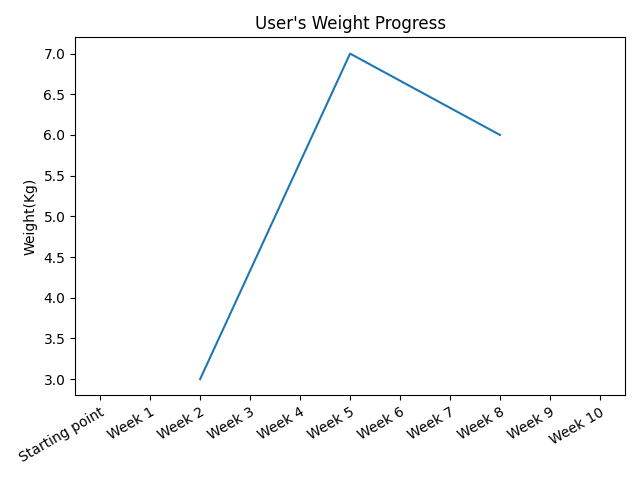 User's Weight Progress
Weight(Kg)
7.0
6.5
6.0
5.5
5.0
4.5
4.0
3.5
3.0
Starting point
Week 1
Week 2
Week 3
Week 4
Week 5
Week 6
Week 7
Week 8
Week 9
Week 10